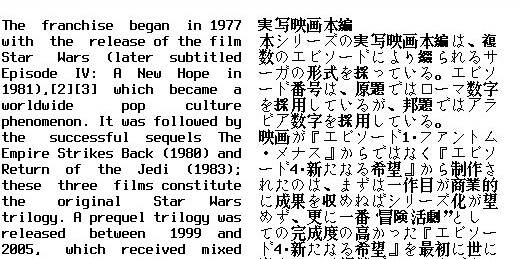 The franchise began in 1977
with the release of the film
Star Wars (later subtitled
Episode IV: A New Hope in
1981),[2][3] which became a
worldwide pop culture
phenomenon. It was followed by
the successful sequels The
Empire Strikes Back (1980) and
Return of the Jedi (1983);
these three films constitute
the original Star Wars
trilogy. A prequel trilogy was
released between 1999 and
2005, which received mixed
実写映画本編
本シリーズの実写映画本編は、複
数のエピソードにより綴られるサ
ーガの形式を採っている。エピソ
ード番号は、原題ではローマ数字
を採用しているが、邦題ではアラ
ビア数字を採用している。
映画が『エピソード1・ファントム
・メナス』からではなく『エピソ
ード4・新たなる希望』から制作さ
れたのは、まずは一作目が商業的
に成果を収めねばシリーズ化が望
めず、更に一番"冒険活劇"とし
ての完成度の高かった『エピソー
ド4・新たなる希望』を最初に世に